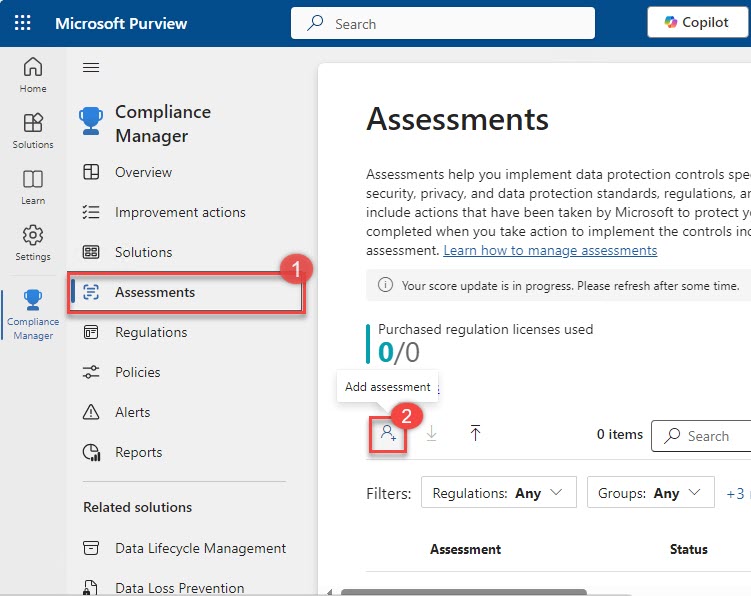 Microsoft Purview
Search
Copilot
Home
Solutions
Learn
Settings
Compliance
Manager
Compliance
Manager
Overview
Improvement actions
Solutions
1
Assessments
Regulations
Policies
Alerts
Reports
Related solutions
Data Lifecycle Management
Data Loss Prevention
Assessments
Assessments help you implement data protection controls spe
security, privacy, and data protection standards, regulations, a
include actions that have been taken by Microsoft to protect y
completed when you take action to implement the controls inc
assessment. Learn how to manage assessments
Your score update is in progress. Please refresh after some time.
Purchased regulation licenses used
0/0
Add assessment
2
0 items
Search
Filters:
Regulations: Any
Groups: Any
+3
Assessment
Status